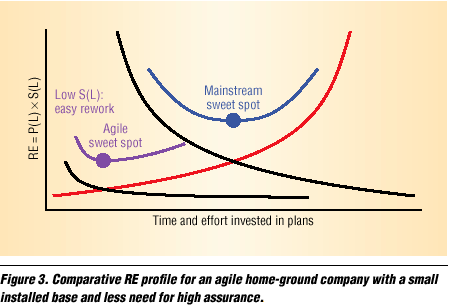 Low S(L):
easy rework
Agile
sweet spot
Mainstream
sweet spot
RE = P(L) × S(L)
Time and effort invested in plans
Figure 3. Comparative RE profile for an agile home-ground company with a small
installed base and less need for high assurance.